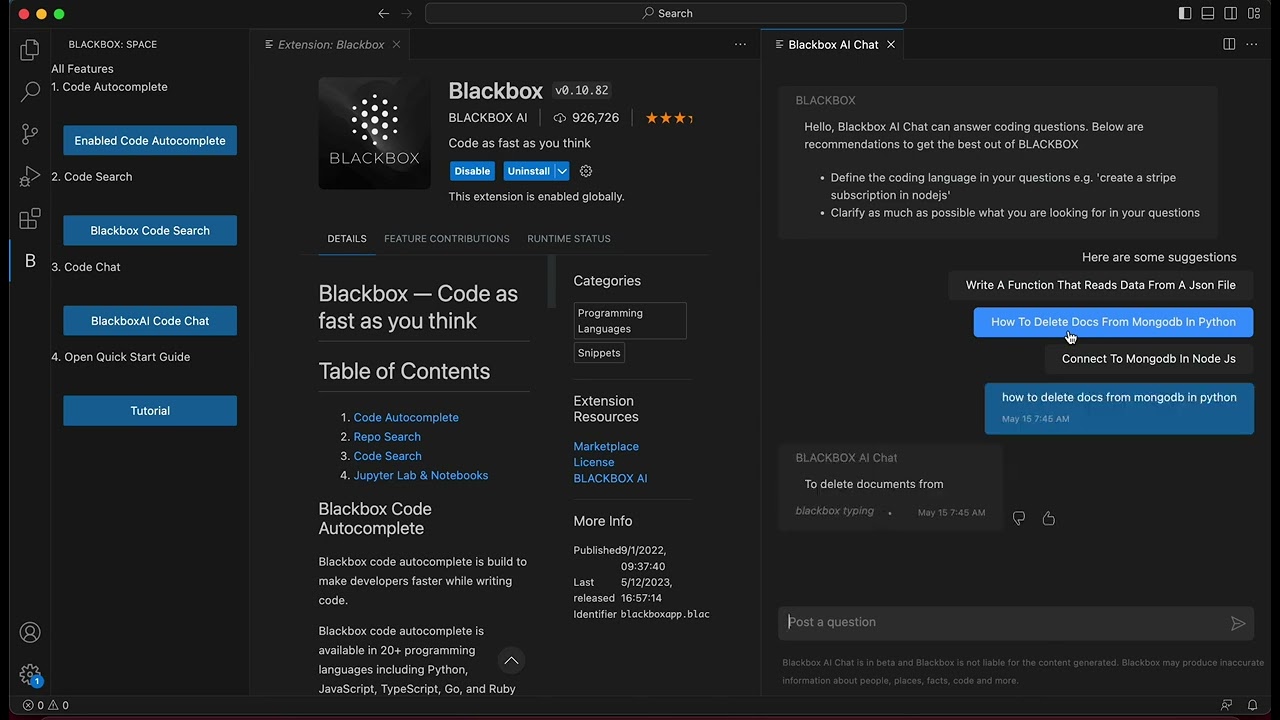 Search
BLACKBOX: SPACE
All Features
1. Code Autocomplete
Enabled Code Autocomplete
2. Code Search
Blackbox Code Search
3. Code Chat
BlackboxAI Code Chat
4. Open Quick Start Guide
Tutorial
B
1
0 0
Extension: Blackbox
BLACKBOX
Blackbox v0.10.82
BLACKBOX AI 926,726
Code as fast as you think
Disable Uninstall
This extension is enabled globally.
DETAILS FEATURE CONTRIBUTIONS RUNTIME STATUS
Blackbox — Code as
fast as you think
Table of Contents
1. Code Autocomplete
2. Repo Search
3. Code Search
4. Jupyter Lab & Notebooks
Blackbox Code
Autocomplete
Blackbox code autocomplete is build to
make developers faster while writing
code.
Blackbox code autocomplete is
available in 20+ programming
languages including Python,
JavaScript, TypeScript, Go, and Ruby
Categories
Programming
Languages
Snippets
Extension
Resources
Marketplace
License
BLACKBOX AI
More Info
Published9/1/2022,
09:37:40
Last 5/12/2023,
released 16:57:14
Identifier blackboxapp.blac
Blackbox AI Chat
BLACKBOX
Hello, Blackbox AI Chat can answer coding questions. Below are
recommendations to get the best out of BLACKBOX
• Define the coding language in your questions e.g. 'create a stripe
subscription in nodejs'
• Clarify as much as possible what you are looking for in your questions
Here are some suggestions
Write A Function That Reads Data From A Json File
How To Delete Docs From Mongodb In Python
Connect To Mongodb In Node Js
how to delete docs from mongodb in python
May 15 7:45 AM
BLACKBOX AI Chat
To delete documents from
blackbox typing May 15 7:45 AM
Post a question
Blackbox AI Chat is in beta and Blackbox is not liable for the content generated. Blackbox may produce inaccurate
information about people, places, facts, code and more.